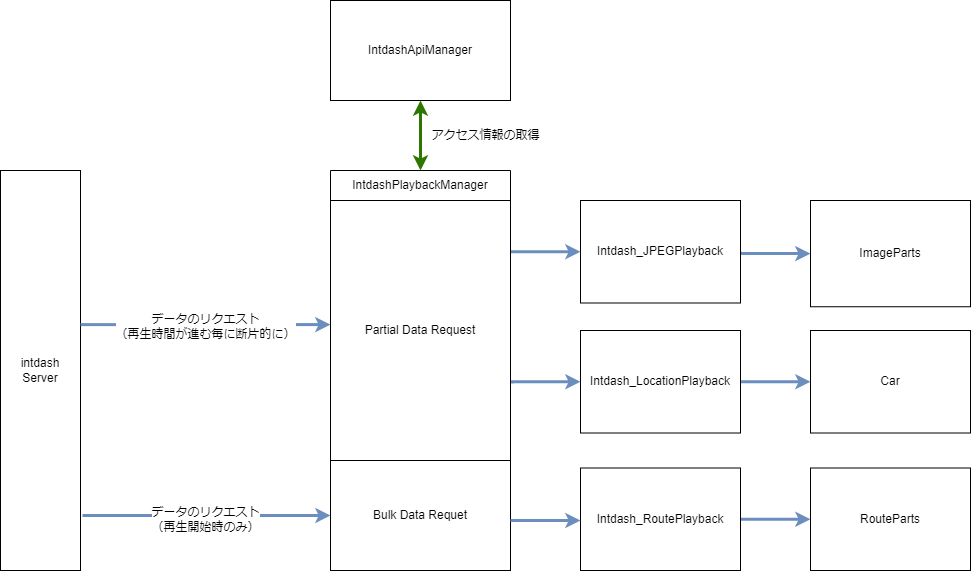 IntdashApiManager
アクセス情報の取得
IntdashPlaybackManager
Intdash_JPEGPlayback
ImageParts
データのリクエスト
（再生時間が進む毎に断片的に）
Partial Data Request
intdash
Server
Intdash_LocationPlayback
Car
データのリクエスト
（再生開始時のみ）
Bulk Data Requet
Intdash_RoutePlayback
RouteParts